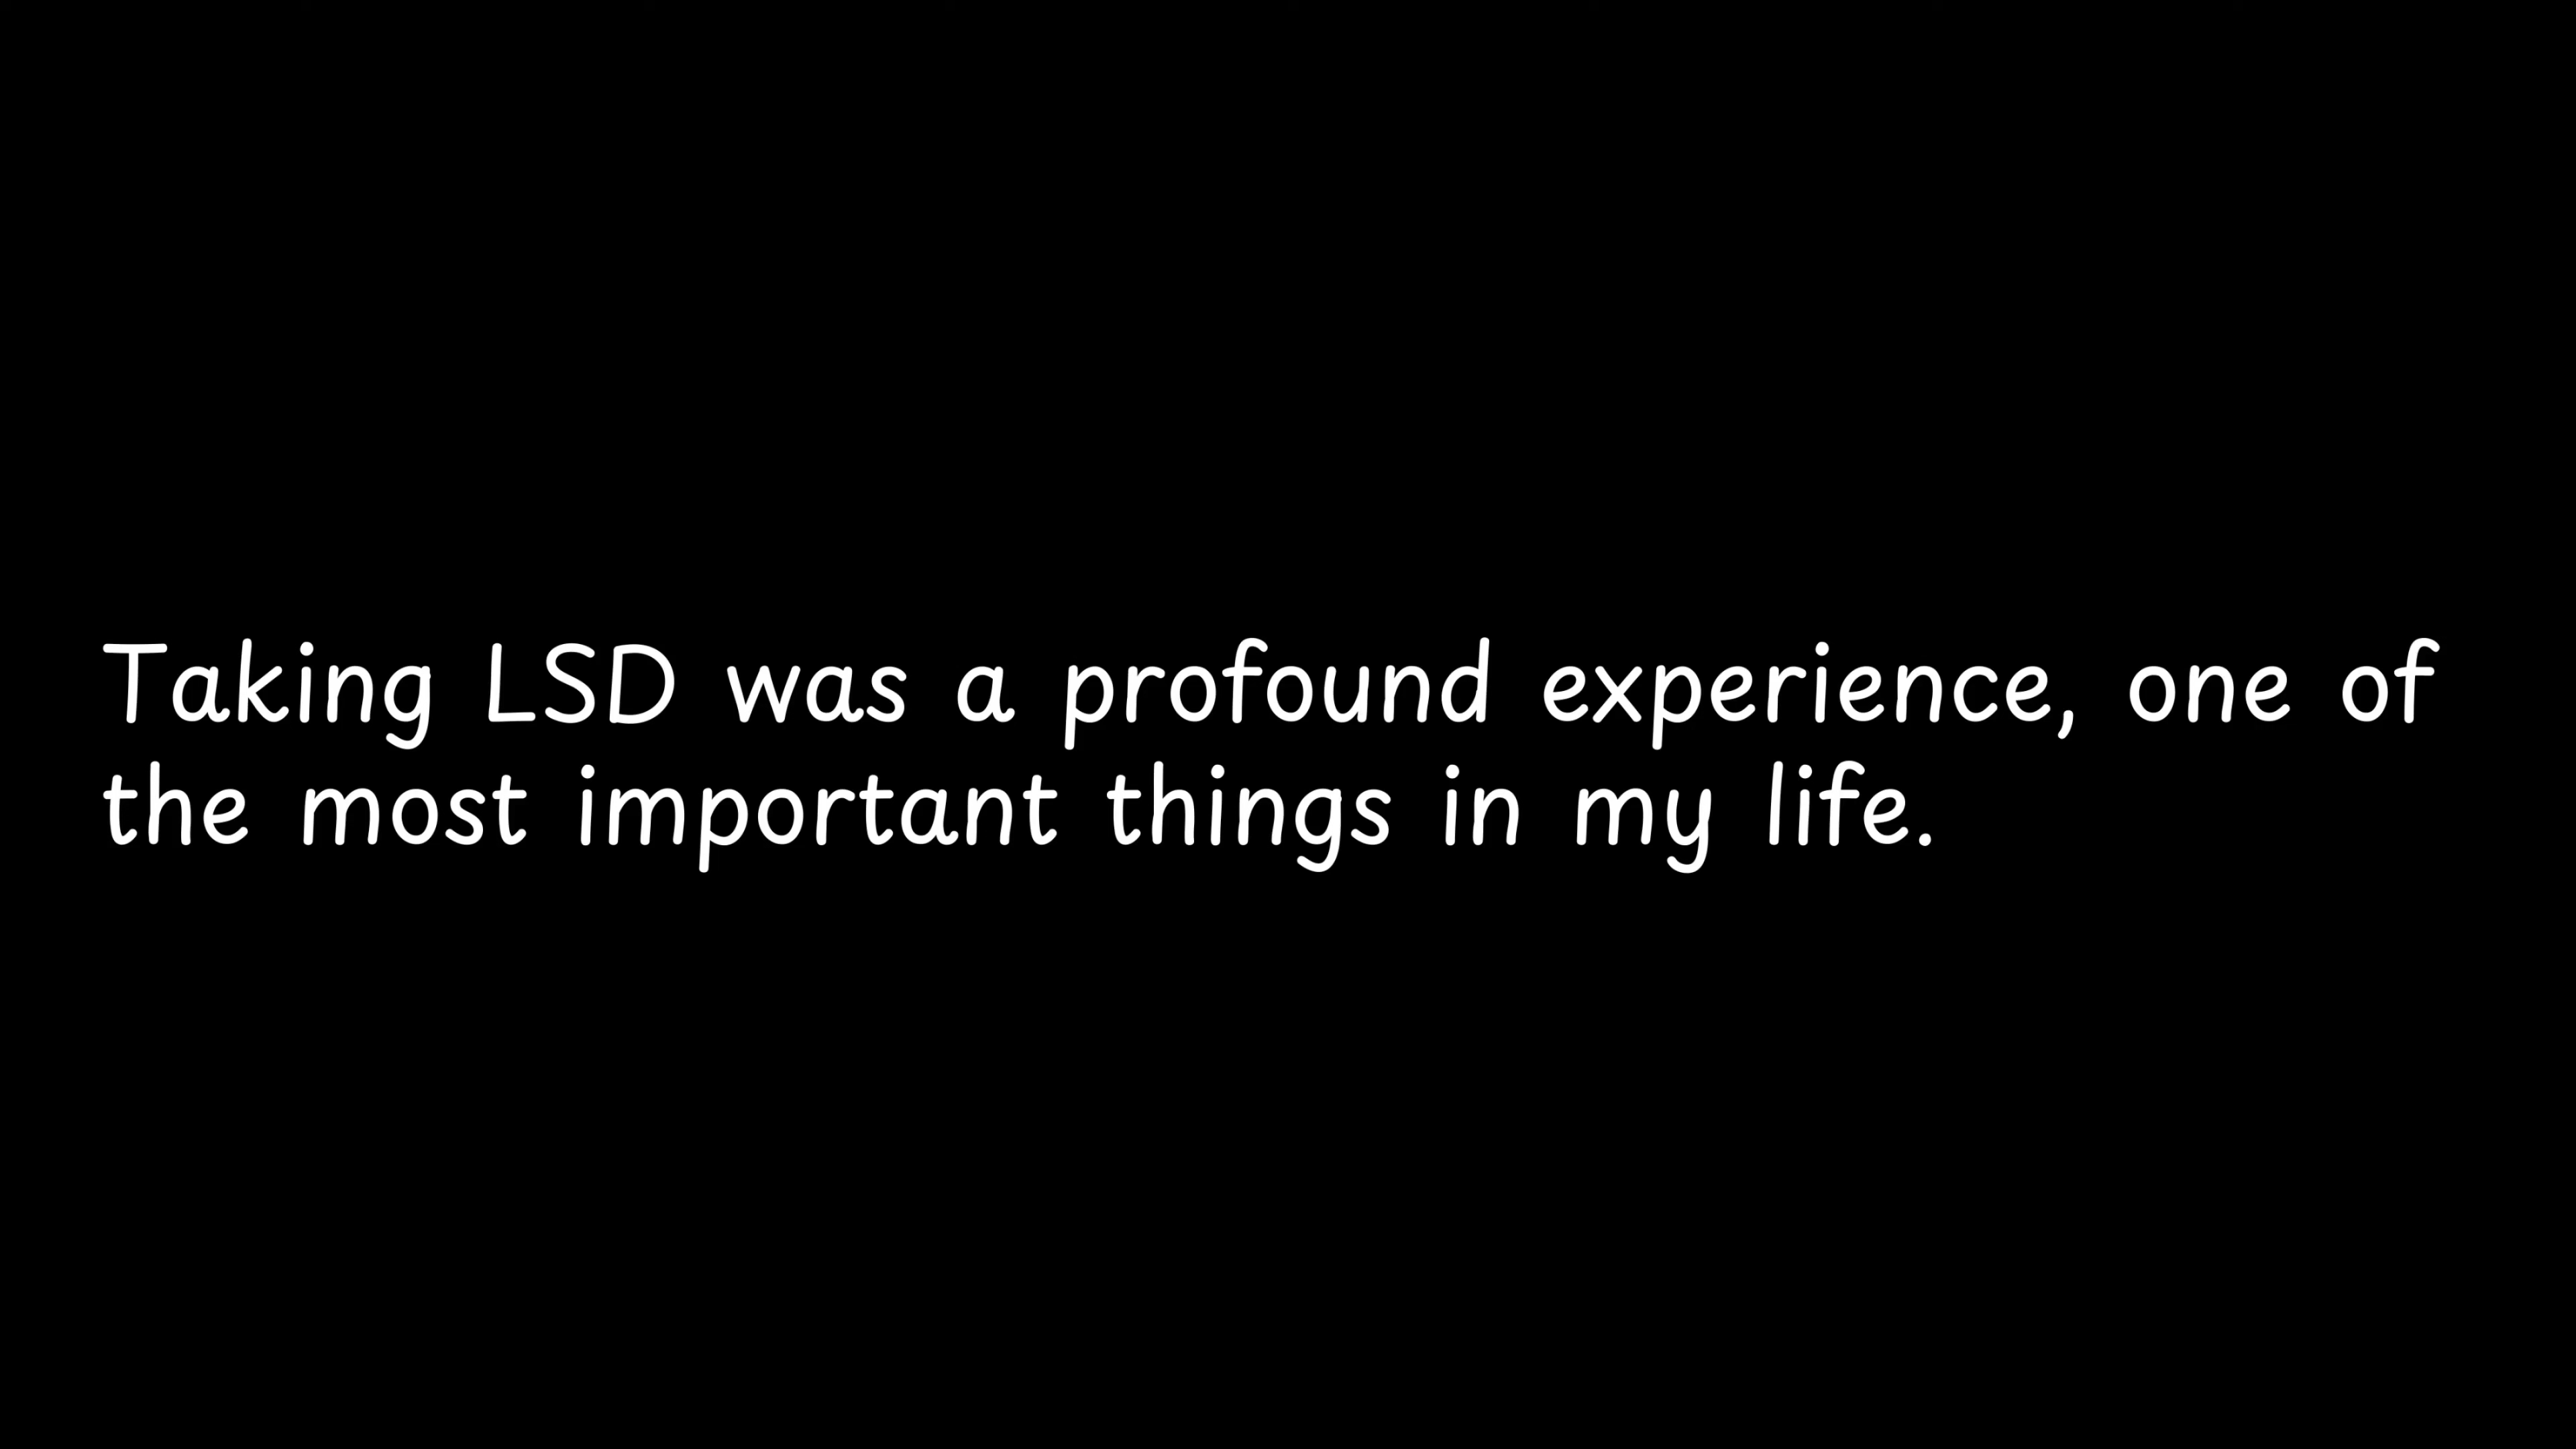 Taking LSD was a profound experience, one of
the most important things in my life.